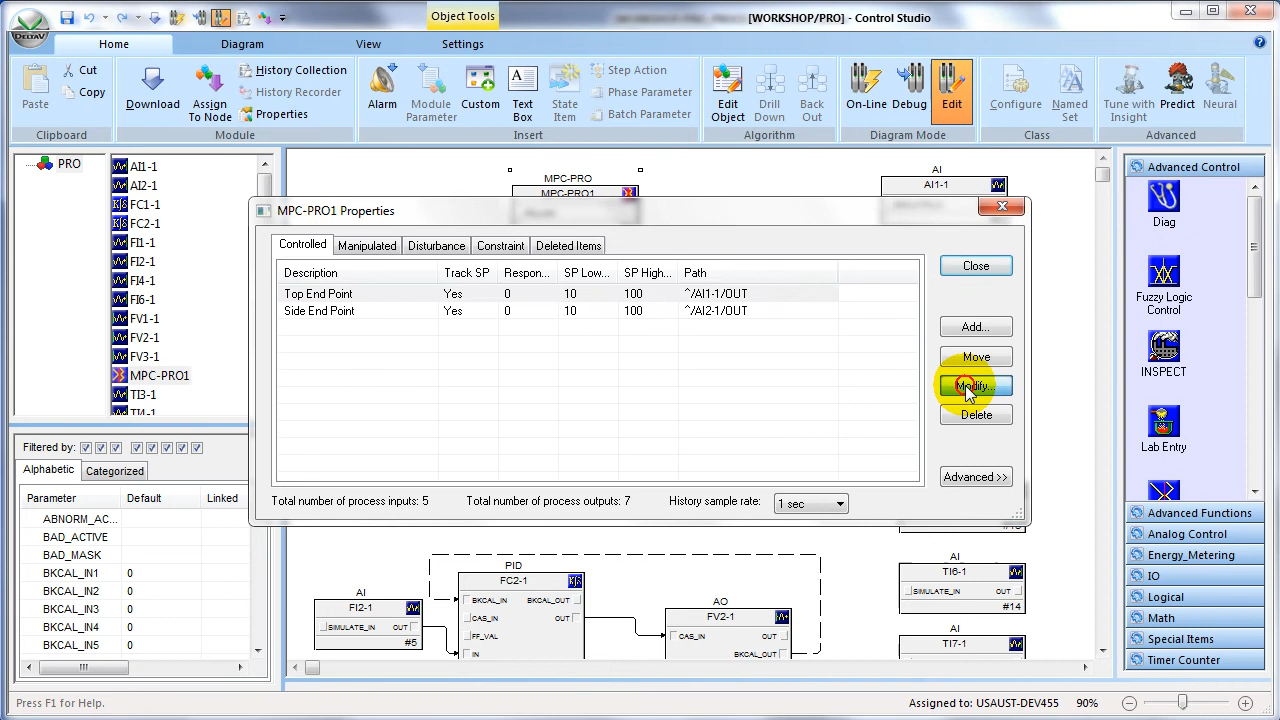 Object Tools
[WORKSHOP/PRO] - Control Studio
DELTAV
Home
Diagram
View
Settings
Paste
Cut
Copy
Clipboard
Download
Assign To Node
History Collection
History Recorder
Properties
Module
Alarm
Module Parameter
Custom
Text Box
State Item
Step Action
Phase Parameter
Batch Parameter
Insert
Edit Object
Drill Down
Back Out
Algorithm
On-Line
Debug
Edit
Diagram Mode
Configure
Named Set
Class
Tune with Insight
Predict
Neural
Advanced
PRO
AI1-1
AI2-1
FC1-1
FC2-1
FI1-1
FI2-1
FI4-1
FI6-1
FV1-1
FV2-1
FV3-1
MPC-PRO1
TI3-1
TI4-1
Filtered by:
Alphabetic
Categorized
Parameter Default Linked
ABNORM_AC...
BAD_ACTIVE
BAD_MASK
BKCAL_IN1 0
BKCAL_IN2 0
BKCAL_IN3 0
BKCAL_IN4 0
BKCAL_IN5 0
MPC-PRO
MPC-PRO1
AI
AI1-1
MPC-PRO1 Properties
Controlled Manipulated Disturbance Constraint Deleted Items
Description Track SP Respon... SP Low... SP High... Path
Top End Point Yes 0 10 100 ^/AI1-1/OUT
Side End Point Yes 0 10 100 ^/AI2-1/OUT
Close
Add...
Move
Modify...
Delete
Advanced >>
Total number of process inputs: 5 Total number of process outputs: 7 History sample rate: 1 sec
AI
FI2-1
SIMULATE_IN OUT
#5
PID
FC2-1
BKCAL_IN BKCAL_OUT
CAS_IN OUT
FF_VAL
IN
AO
FV2-1
CAS_IN OUT
BKCAL_OUT
AI
TI6-1
SIMULATE_IN OUT
#14
AI
TI7-1
SIMULATE_IN OUT
Advanced Control
Diag
Fuzzy Logic Control
INSPECT
Lab Entry
Advanced Functions
Analog Control
Energy_Metering
IO
Logical
Math
Special Items
Timer Counter
Press F1 for Help.
Assigned to: USAUST-DEV455 90%